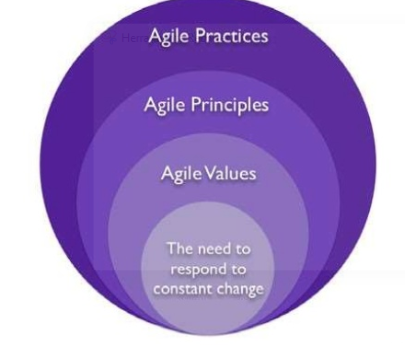 Agile Practices
Agile Principles
Agile Values
The need to
respond to
constant change